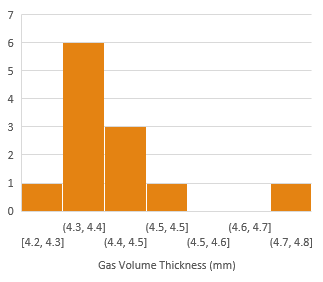 7
6
5
4
3
2
1
0
(4.3, 4.4] (4.5, 4.5] (4.6, 4.7]
[4.2, 4.3] (4.4, 4.5] (4.5, 4.6] (4.7, 4.8]
Gas Volume Thickness (mm)